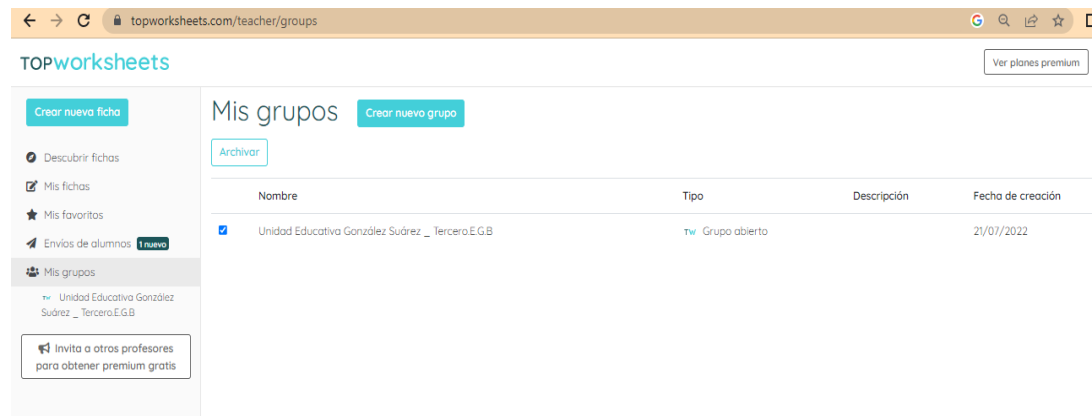 topworksheets.com/teacher/groups
TOPworksheets
Ver planes premium
Crear nueva ficha
Descubrir fichas
Mis fichas
Mis favoritos
Envíos de alumnos 1 nuevo
Mis grupos
TW Unidad Educativa González
Suárez _ Tercero.E.G.B
Invita a otros profesores
para obtener premium gratis
Mis grupos Crear nuevo grupo
Archivar
Nombre Tipo Descripción Fecha de creación
Unidad Educativa González Suárez _ Tercero.E.G.B TW Grupo abierto 21/07/2022